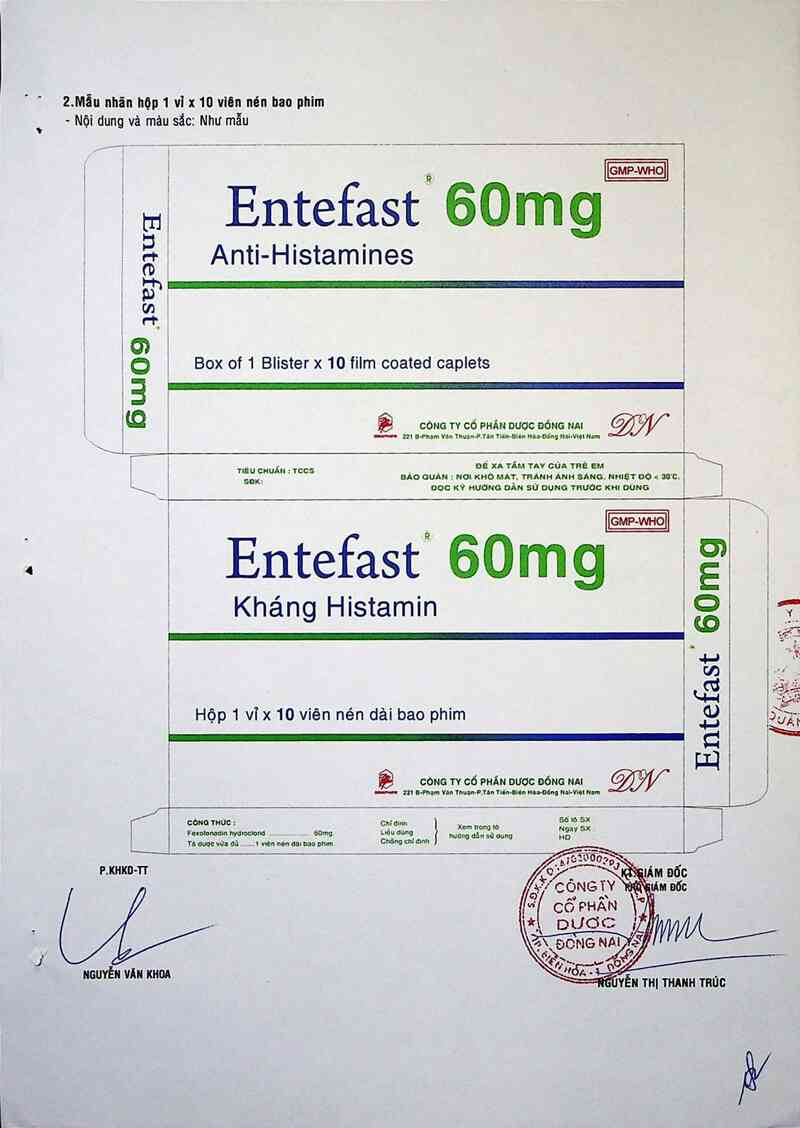 2.Mẫu nhãn hộp 1 vỉ x 10 viên nén bao phim
- Nội dung và màu sắc: Như mẫu
GMP-WHO
Entefast® 60mg
Anti-Histamines
Entefast® 60mg
Box of 1 Blister x 10 film coated caplets
CÔNG TY CỔ PHẦN DƯỢC ĐỒNG NAI
221 B-Phạm Văn Thuận-P.Tân Tiến-Biên Hòa-Đồng Nai-Việt Nam
DN
TIÊU CHUẨN : TCCS
SĐK:
ĐỂ XA TẦM TAY CỦA TRẺ EM
BẢO QUẢN : NƠI KHÔ MÁT, TRÁNH ÁNH SÁNG, NHIỆT ĐỘ < 30°C.
ĐỌC KỸ HƯỚNG DẪN SỬ DỤNG TRƯỚC KHI DÙNG
GMP-WHO
Entefast® 60mg
Kháng Histamin
Entefast® 60mg
Hộp 1 vỉ x 10 viên nén dài bao phim
CÔNG TY CỔ PHẦN DƯỢC ĐỒNG NAI
221 B-Phạm Văn Thuận-P.Tân Tiến-Biên Hòa-Đồng Nai-Việt Nam
DN
CÔNG THỨC :
Fexofenadin hydroclorid ............... 60mg
Tá dược vừa đủ ......1 viên nén dài bao phim
Chỉ định
Liều dùng
Chống chỉ định
Xem trong tờ
hướng dẫn sử dụng
Số lô SX
Ngày SX
HD
P.KHKD-TT
KT.GIÁM ĐỐC
PHÓ GIÁM ĐỐC
CÔNG TY
CỔ PHẦN
DƯỢC
ĐỒNG NAI
TP. BIÊN HÒA - T. ĐỒNG NAI
NGUYỄN VĂN KHOA
NGUYỄN THỊ THANH TRÚC